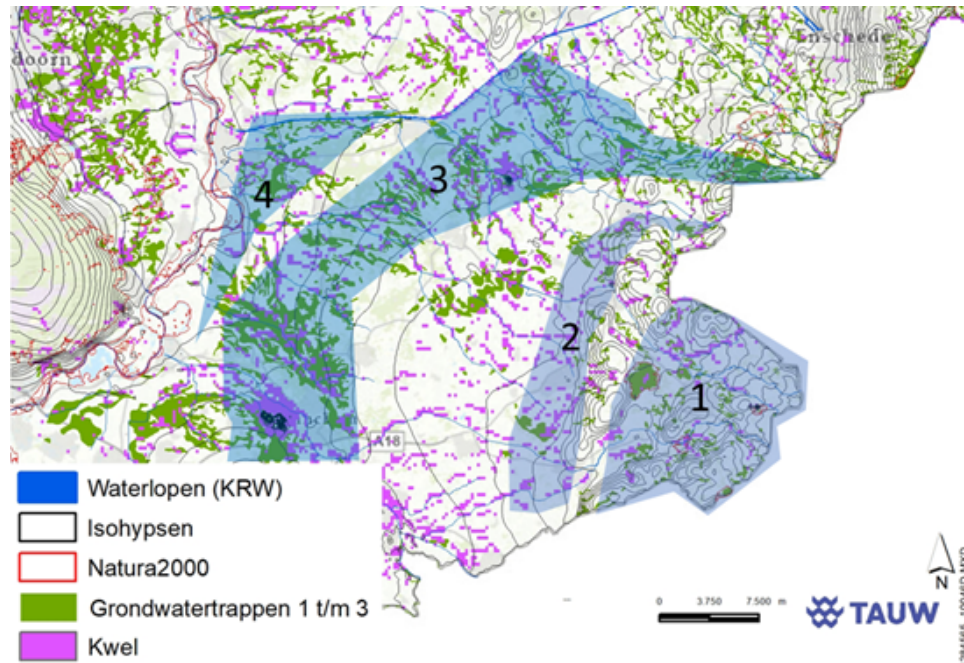 doorn
Enschede
4
3
2
1
A18
Waterlopen (KRW)
Isohypsen
Natura2000
Grondwatertrappen 1 t/m 3
Kwel
N
0 3.750 7.500 m
TAUW